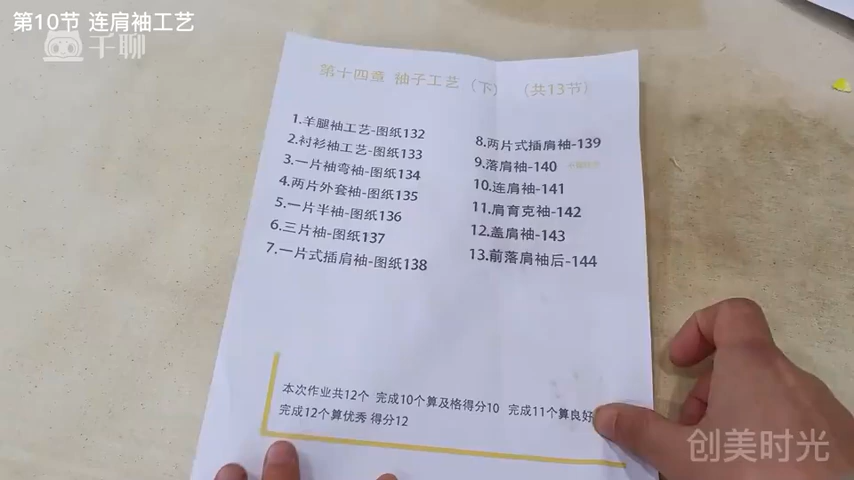 第10节 连肩袖工艺
千聊
第十四章 袖子工艺（下） （共13节）
1.羊腿袖工艺-图纸132
2.衬衫袖工艺-图纸133
3.一片袖弯袖-图纸134
4.两片外套袖-图纸135
5.一片半袖-图纸136
6.三片袖-图纸137
7.一片式插肩袖-图纸138
8.两片式插肩袖-139
9.落肩袖-140
10.连肩袖-141
11.肩育克袖-142
12.盖肩袖-143
13.前落肩袖后-144
本次作业共12个 完成10个算及格得分10 完成11个算良好
完成12个算优秀 得分12
创美时光